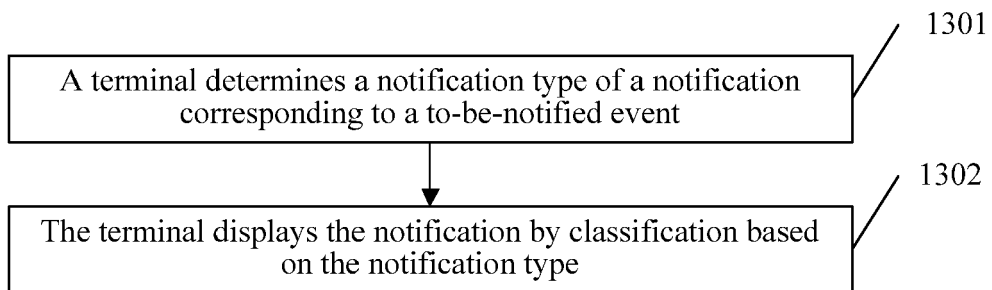 1301
A terminal determines a notification type of a notification
corresponding to a to-be-notified event
1302
The terminal displays the notification by classification based
on the notification type